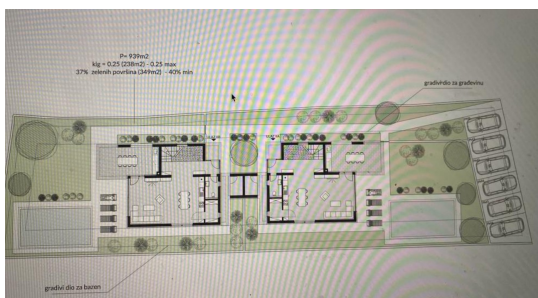 P= 939m2
kig = 0.25 (238m2) - 0.25 max
37% zelenih površina (349m2) - 40% min
gradivi dio za građevinu
gradivi dio za bazen